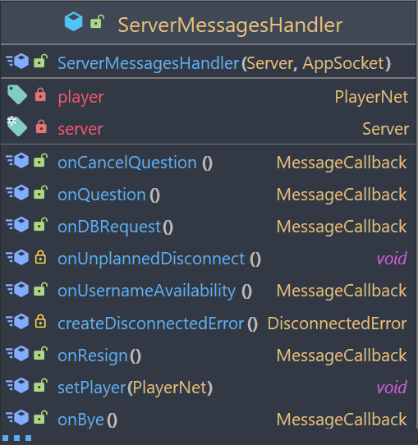 ServerMessagesHandler
ServerMessagesHandler(Server, AppSocket)
player PlayerNet
server Server
onCancelQuestion () MessageCallback
onQuestion () MessageCallback
onDBRequest() MessageCallback
onUnplannedDisconnect () void
onUsernameAvailability () MessageCallback
createDisconnectedError() DisconnectedError
onResign() MessageCallback
setPlayer(PlayerNet) void
onBye() MessageCallback